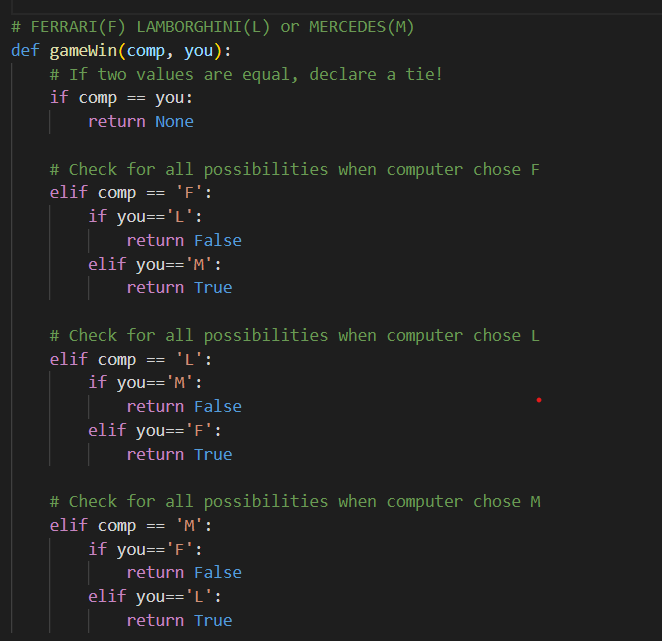 # FERRARI(F) LAMBORGHINI(L) or MERCEDES(M)
def gameWin(comp, you):
    # If two values are equal, declare a tie!
    if comp == you:
        return None

    # Check for all possibilities when computer chose F
    elif comp == 'F':
        if you=='L':
            return False
        elif you=='M':
            return True

    # Check for all possibilities when computer chose L
    elif comp == 'L':
        if you=='M':
            return False
        elif you=='F':
            return True

    # Check for all possibilities when computer chose M
    elif comp == 'M':
        if you=='F':
            return False
        elif you=='L':
            return True